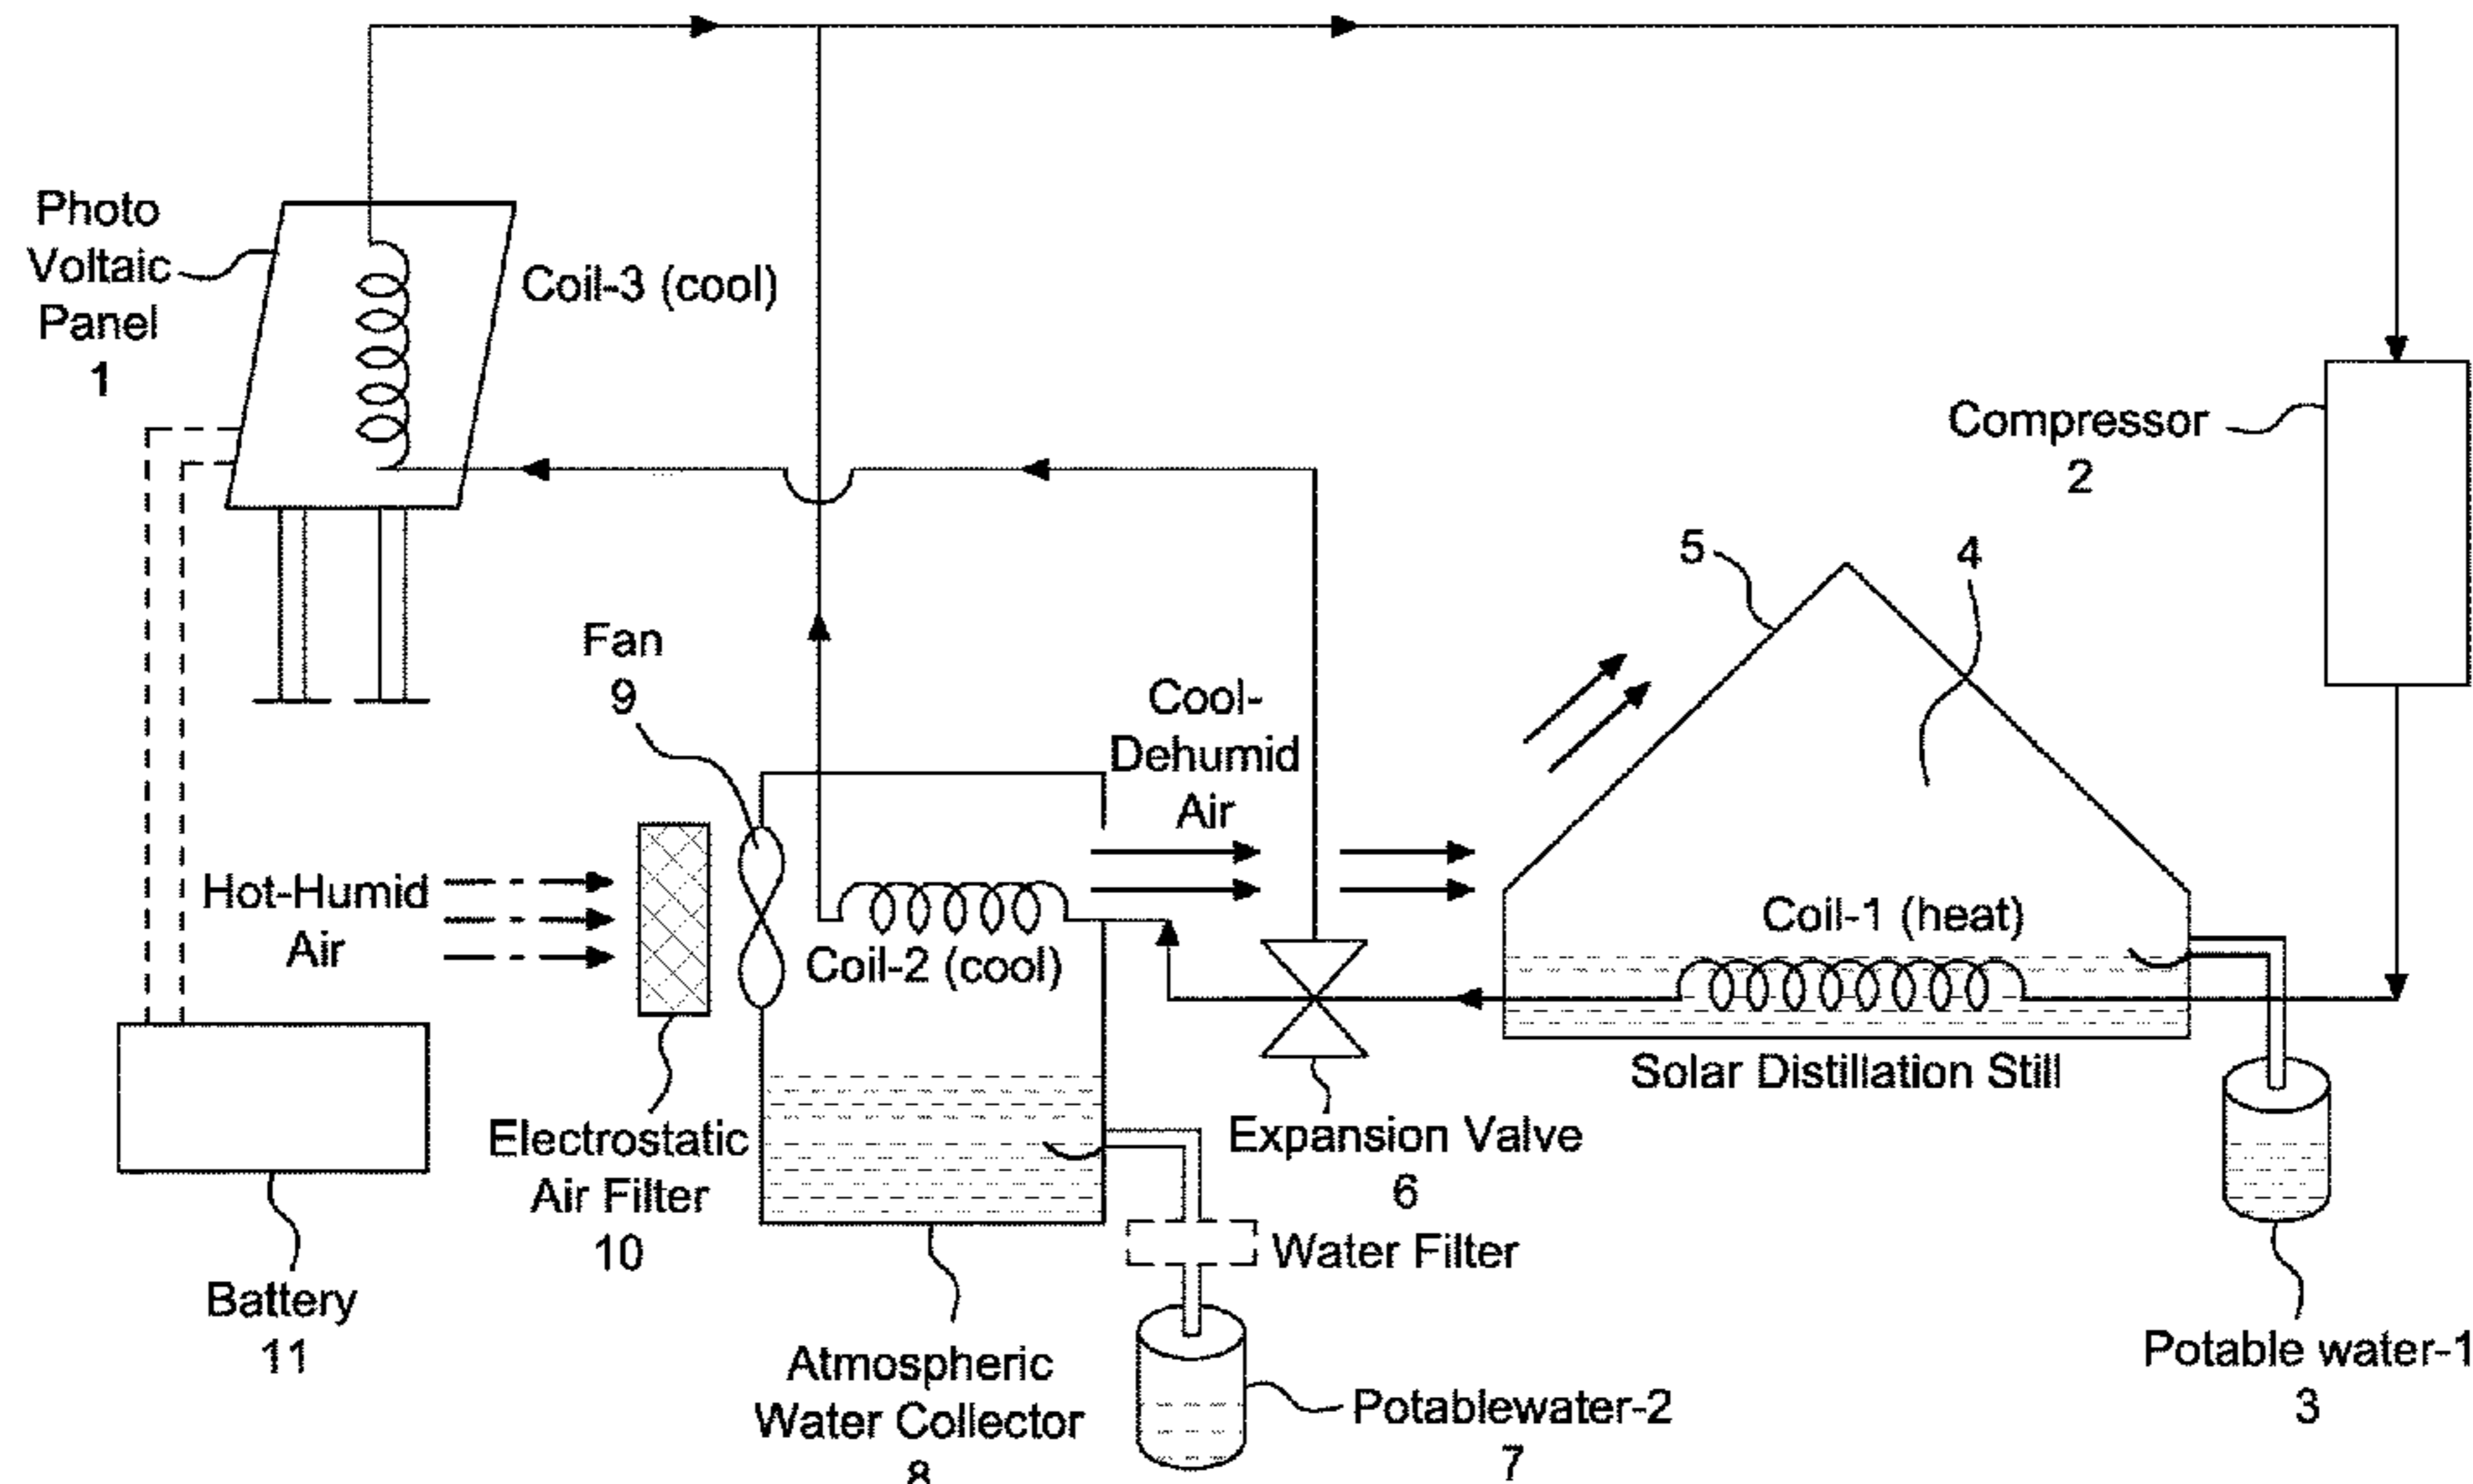 Photo
Voltaic
Panel
1
Coil-3 (cool)
Compressor
2
5
4
Fan
9
Cool-
Dehumid
Air
Hot-Humid
Air
Coil-2 (cool)
Coil-1 (heat)
Solar Distillation Still
Electrostatic
Air Filter
10
Expansion Valve
6
Water Filter
Battery
11
Atmospheric
Water Collector
8
Potablewater-2
7
Potable water-1
3